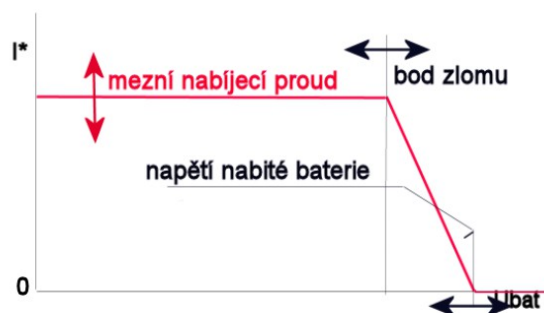 I*
mezní nabíjecí proud
bod zlomu
napětí nabité baterie
0
Ubat